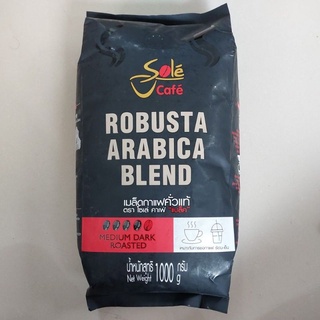 Solé
Café
ROBUSTA
ARABICA
BLEND
เมล็ดกาแฟคั่วแท้
ตรา โซเล่ คาเฟ่
MEDIUM DARK
ROASTED
น้ำหนักสุทธิ 1000 กรัม
Net Weight g